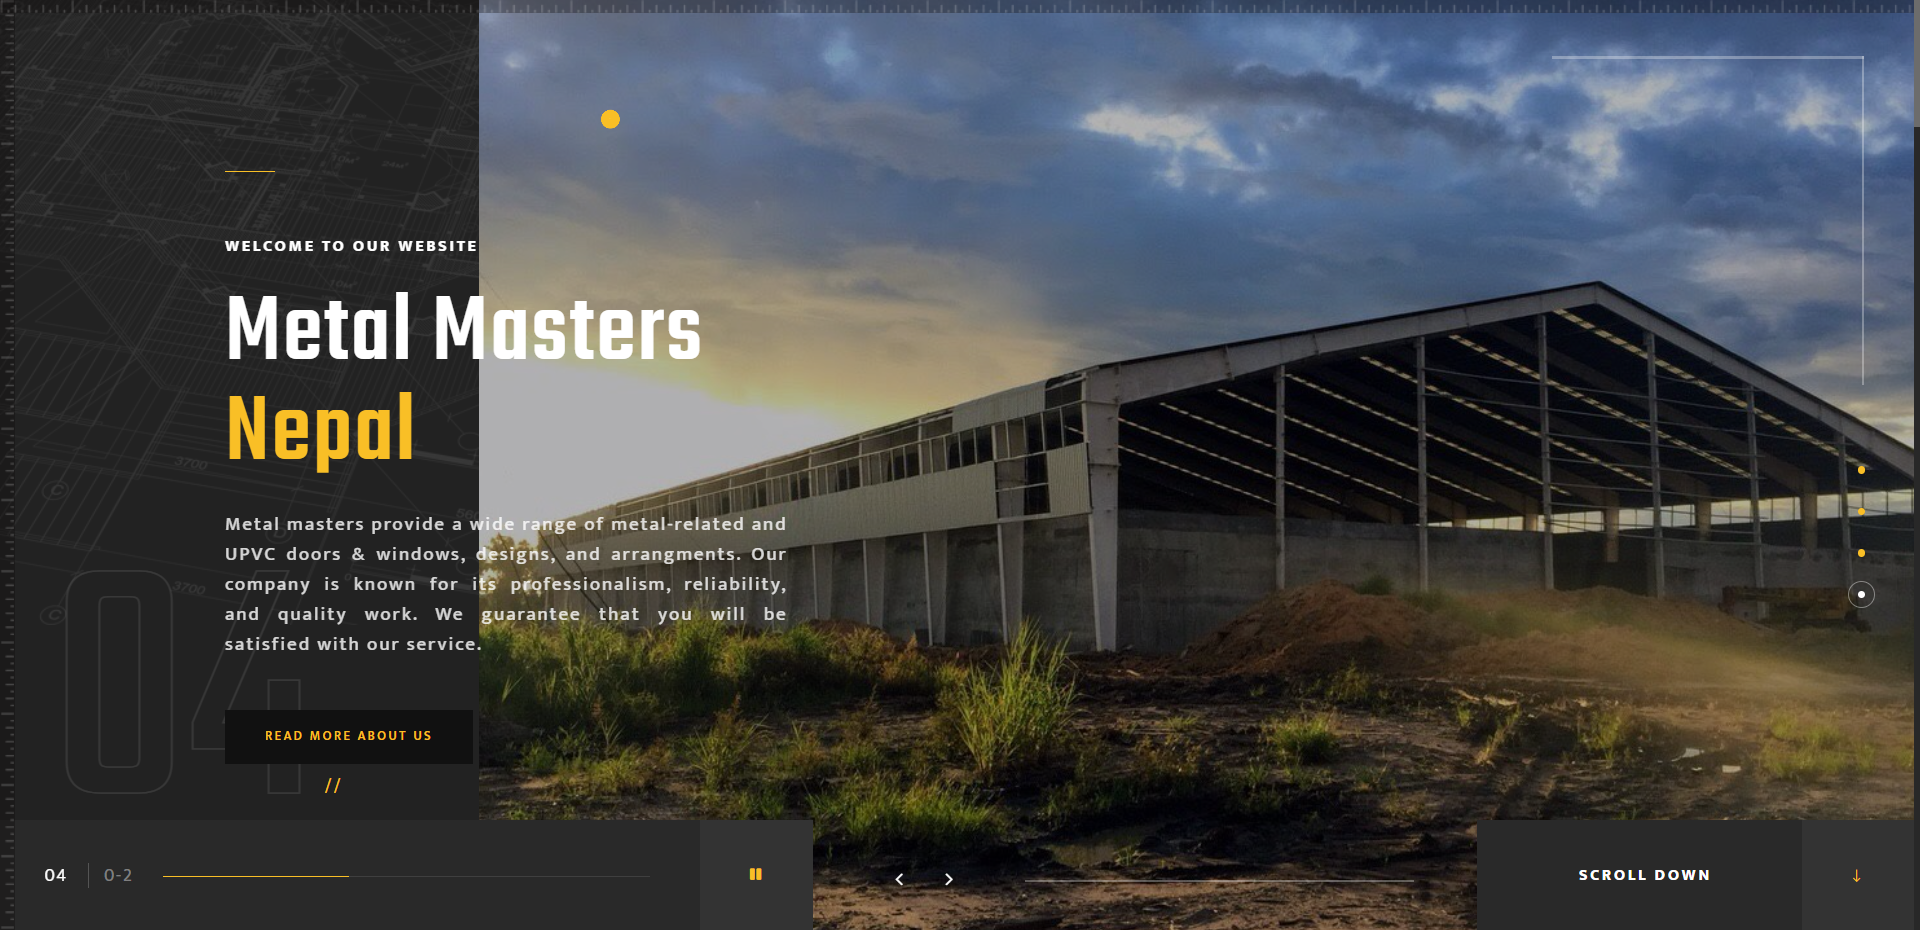 WELCOME TO OUR WEBSITE
Metal Masters
Nepal
3700
Metal masters provide a wide range of metal-related and
UPVC doors & windows, designs, and arrangments. Our
company is known for its professionalism, reliability,
3700
and quality work. We guarantee that you will be
satisfied with our service.
04
READ MORE ABOUT US
//
04
0-2
SCROLL DOWN